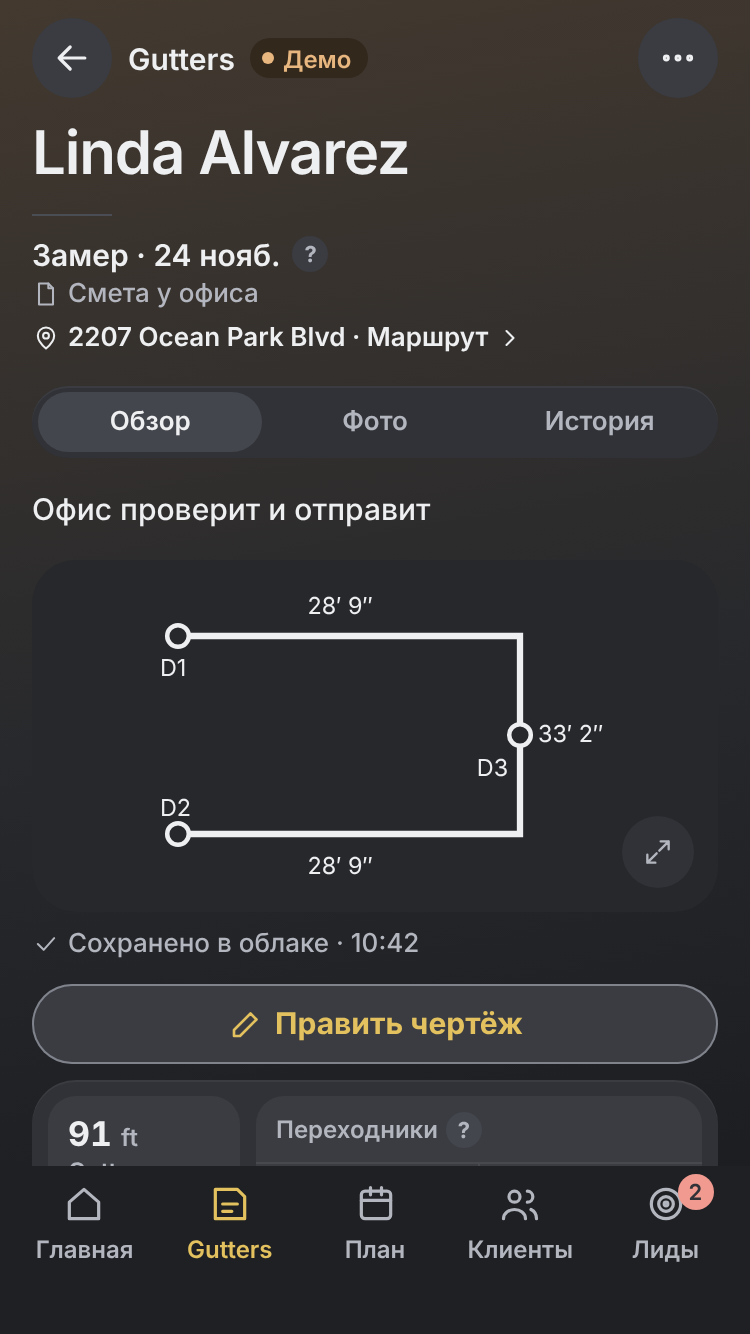 Gutters
Демо
Linda Alvarez
Замер · 24 нояб. ?
Смета у офиса
2207 Ocean Park Blvd · Маршрут
Обзор
Фото
История
Офис проверит и отправит
28′ 9″
D1
33′ 2″
D3
D2
28′ 9″
Сохранено в облаке · 10:42
Править чертёж
91 ft
Переходники ?
2
Главная
Gutters
План
Клиенты
Лиды